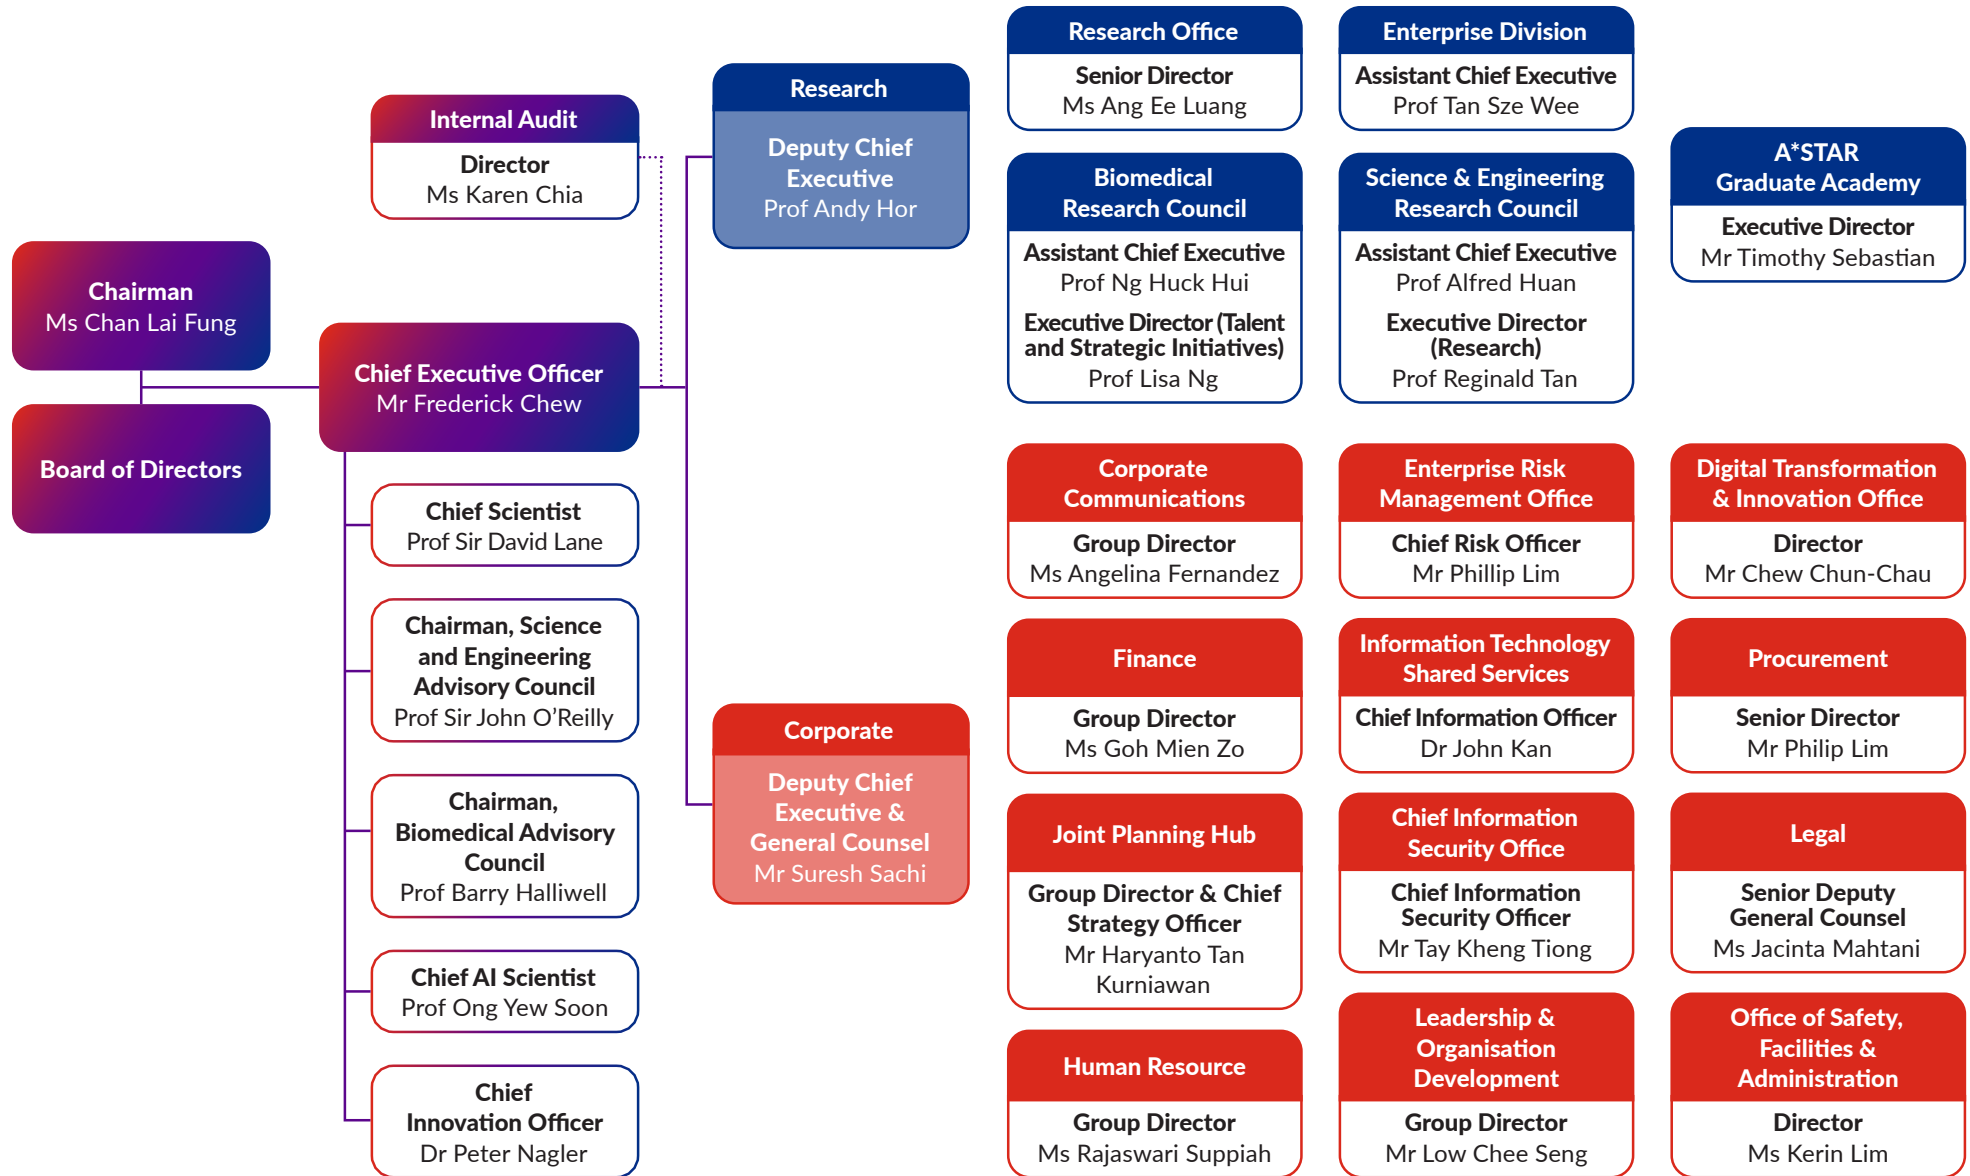 Chairman
Ms Chan Lai Fung
Board of Directors
Internal Audit
Director
Ms Karen Chia
Chief Executive Officer
Mr Frederick Chew
Chief Scientist
Prof Sir David Lane
Chairman, Science
and Engineering
Advisory Council
Prof Sir John O’Reilly
Chairman,
Biomedical Advisory
Council
Prof Barry Halliwell
Chief AI Scientist
Prof Ong Yew Soon
Chief
Innovation Officer
Dr Peter Nagler
Research
Deputy Chief
Executive
Prof Andy Hor
Research Office
Senior Director
Ms Ang Ee Luang
Enterprise Division
Assistant Chief Executive
Prof Tan Sze Wee
Biomedical
Research Council
Assistant Chief Executive
Prof Ng Huck Hui
Executive Director (Talent
and Strategic Initiatives)
Prof Lisa Ng
Science & Engineering
Research Council
Assistant Chief Executive
Prof Alfred Huan
Executive Director
(Research)
Prof Reginald Tan
A*STAR
Graduate Academy
Executive Director
Mr Timothy Sebastian
Corporate
Deputy Chief
Executive &
General Counsel
Mr Suresh Sachi
Corporate
Communications
Group Director
Ms Angelina Fernandez
Enterprise Risk
Management Office
Chief Risk Officer
Mr Phillip Lim
Digital Transformation
& Innovation Office
Director
Mr Chew Chun-Chau
Finance
Group Director
Ms Goh Mien Zo
Information Technology
Shared Services
Chief Information Officer
Dr John Kan
Procurement
Senior Director
Mr Philip Lim
Joint Planning Hub
Group Director & Chief
Strategy Officer
Mr Haryanto Tan
Kurniawan
Chief Information
Security Office
Chief Information
Security Officer
Mr Tay Kheng Tiong
Legal
Senior Deputy
General Counsel
Ms Jacinta Mahtani
Human Resource
Group Director
Ms Rajaswari Suppiah
Leadership &
Organisation
Development
Group Director
Mr Low Chee Seng
Office of Safety,
Facilities &
Administration
Director
Ms Kerin Lim